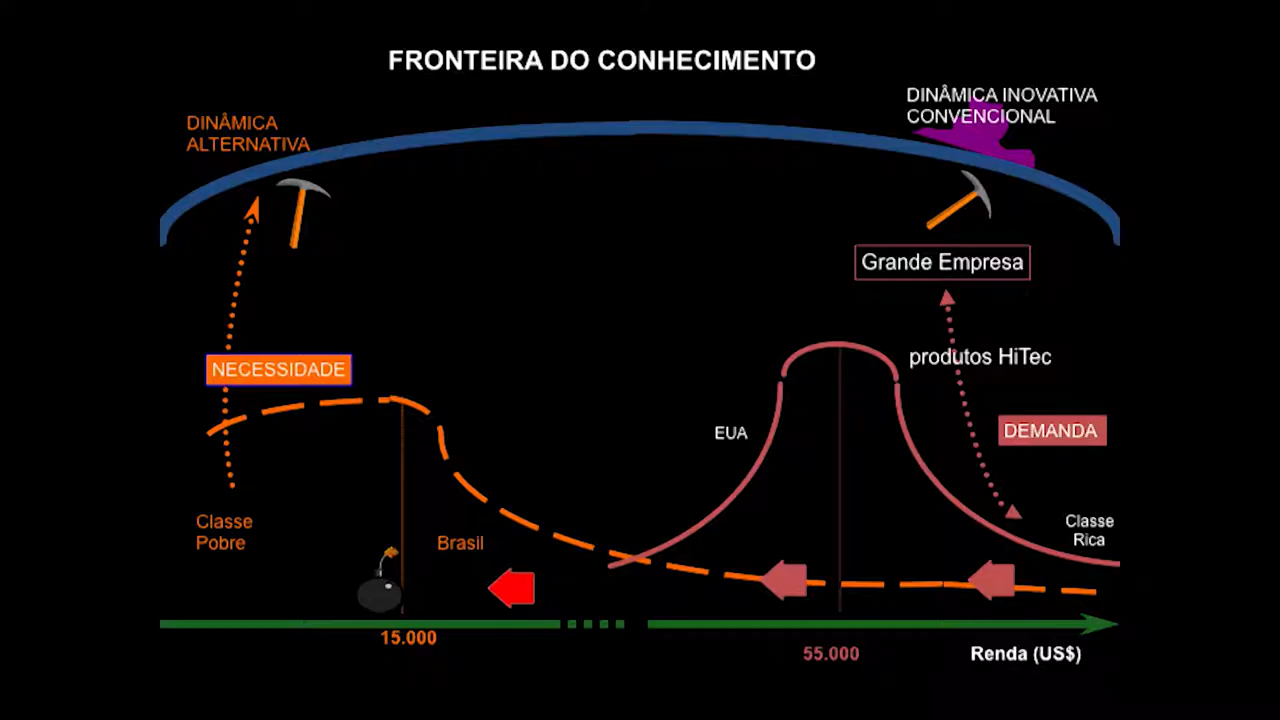 FRONTEIRA DO CONHECIMENTO
DINÂMICA INOVATIVA
CONVENCIONAL
DINÂMICA
ALTERNATIVA
Grande Empresa
produtos HiTec
NECESSIDADE
DEMANDA
EUA
Classe
Pobre
Classe
Rica
Brasil
15.000
55.000
Renda (US$)